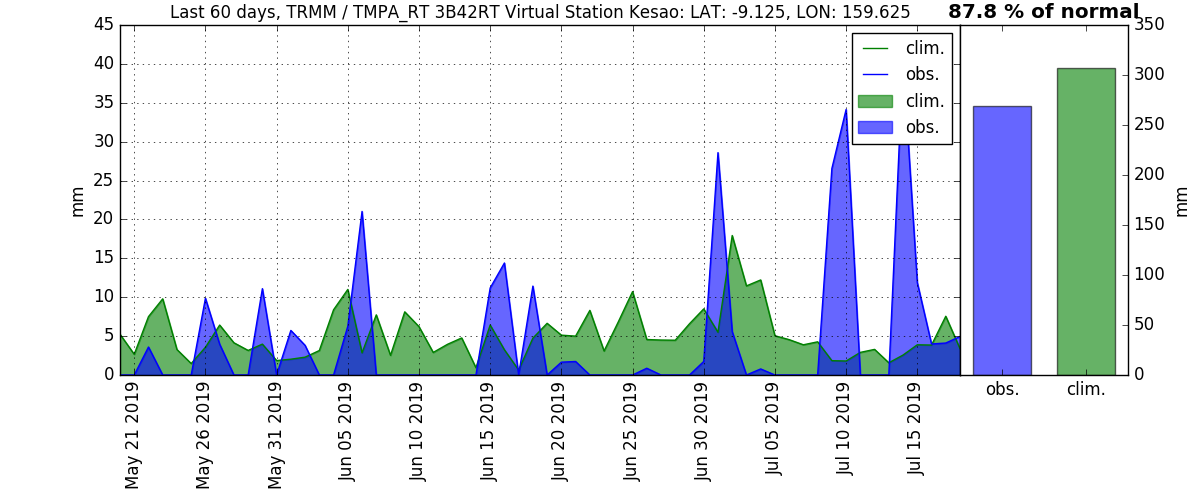 Last 60 days, TRMM / TMPA_RT 3B42RT Virtual Station Kesao: LAT: -9.125, LON: 159.625
87.8 % of normal
45
40
35
30
25
20
15
10
5
0
mm
clim.
obs.
clim.
obs.
May 21 2019
May 26 2019
May 31 2019
Jun 05 2019
Jun 10 2019
Jun 15 2019
Jun 20 2019
Jun 25 2019
Jun 30 2019
Jul 05 2019
Jul 10 2019
Jul 15 2019
350
300
250
200
150
100
50
0
mm
obs.
clim.